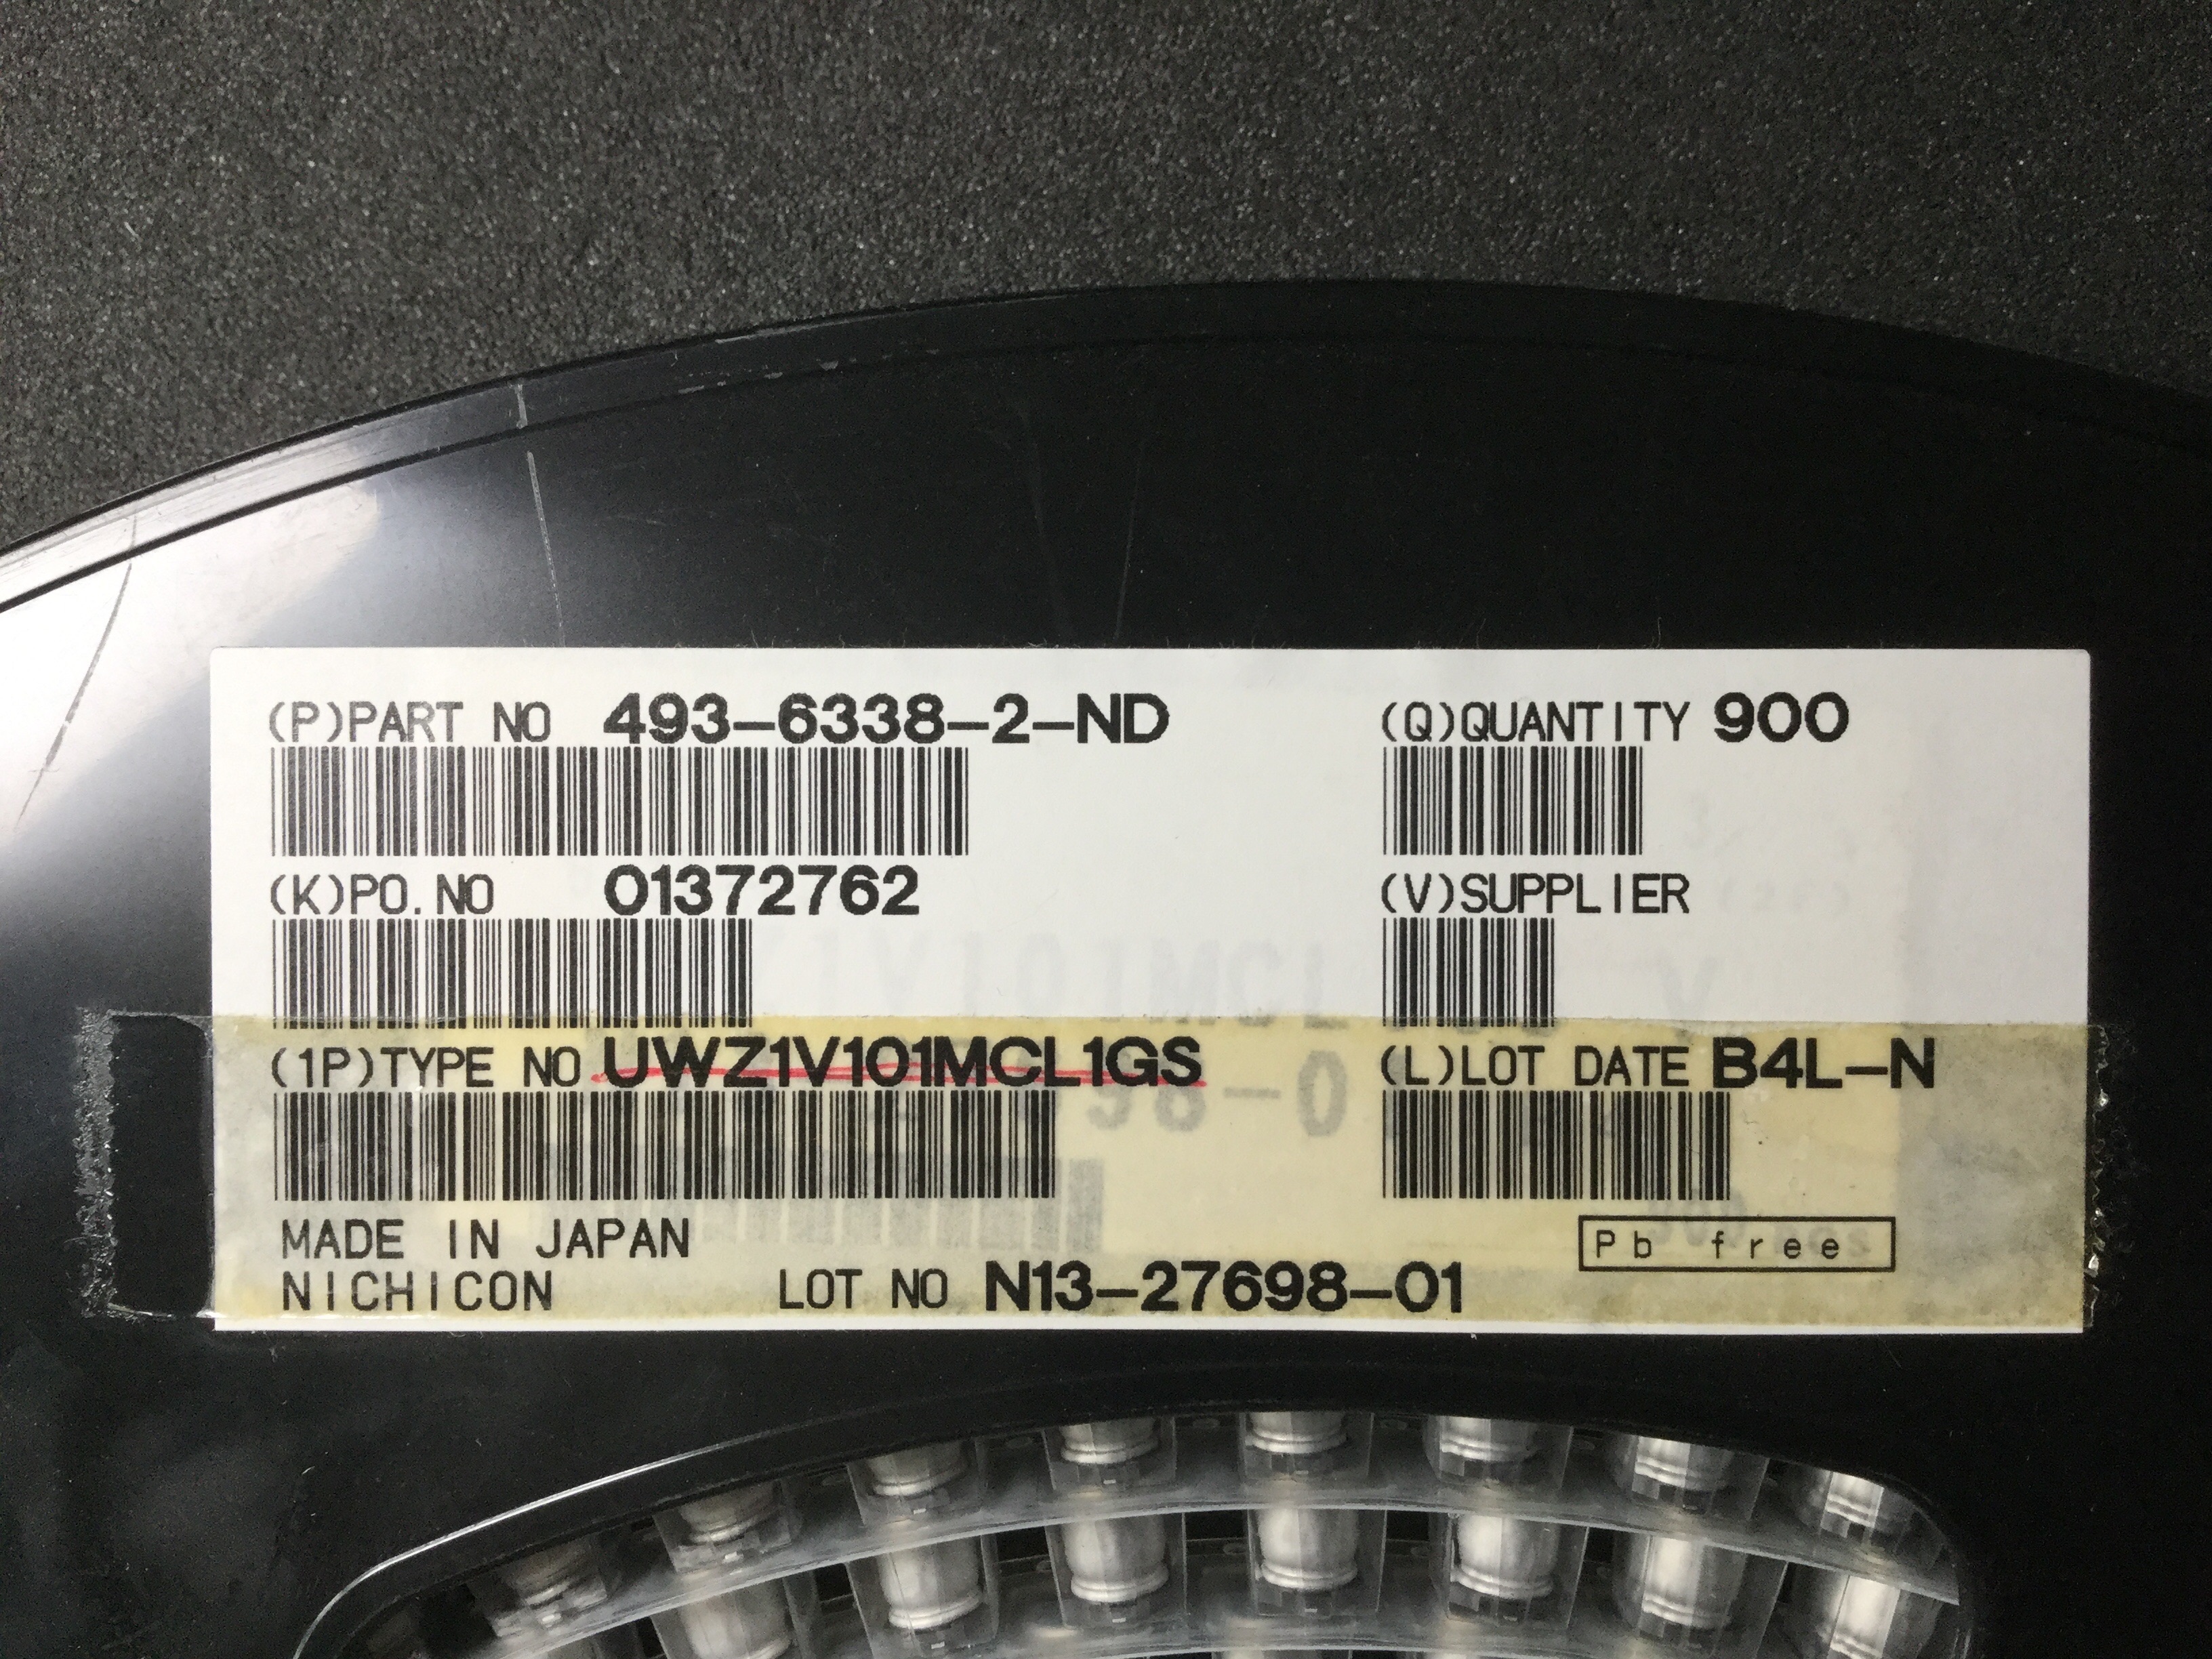 (P)PART NO 493-6338-2-ND
(Q)QUANTITY 900
(K)PO.NO 01372762
(V)SUPPLIER
(1P)TYPE NO UWZ1V101MCL1GS
(L)LOT DATE B4L-N
MADE IN JAPAN
Pb free
NICHICON LOT NO N13-27698-01